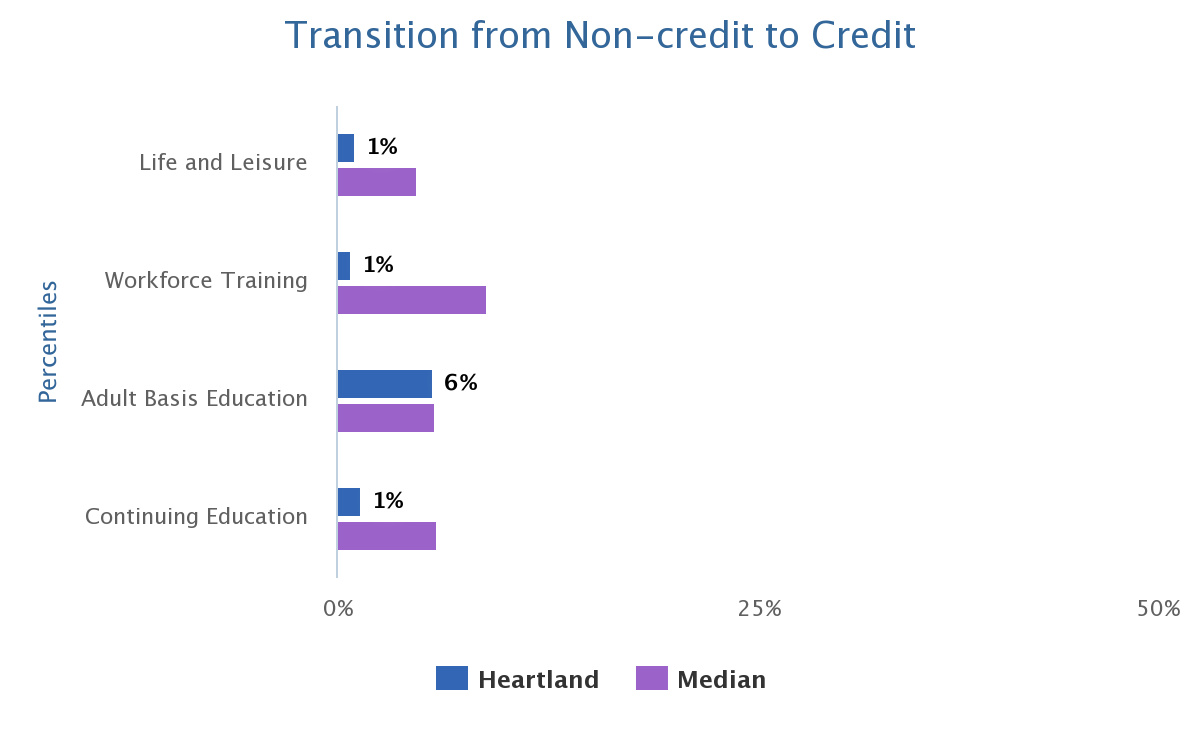 Transition from Non-credit to Credit
Percentiles
Life and Leisure
1%
Workforce Training
1%
Adult Basis Education
6%
Continuing Education
1%
0% 25% 50%
Heartland Median